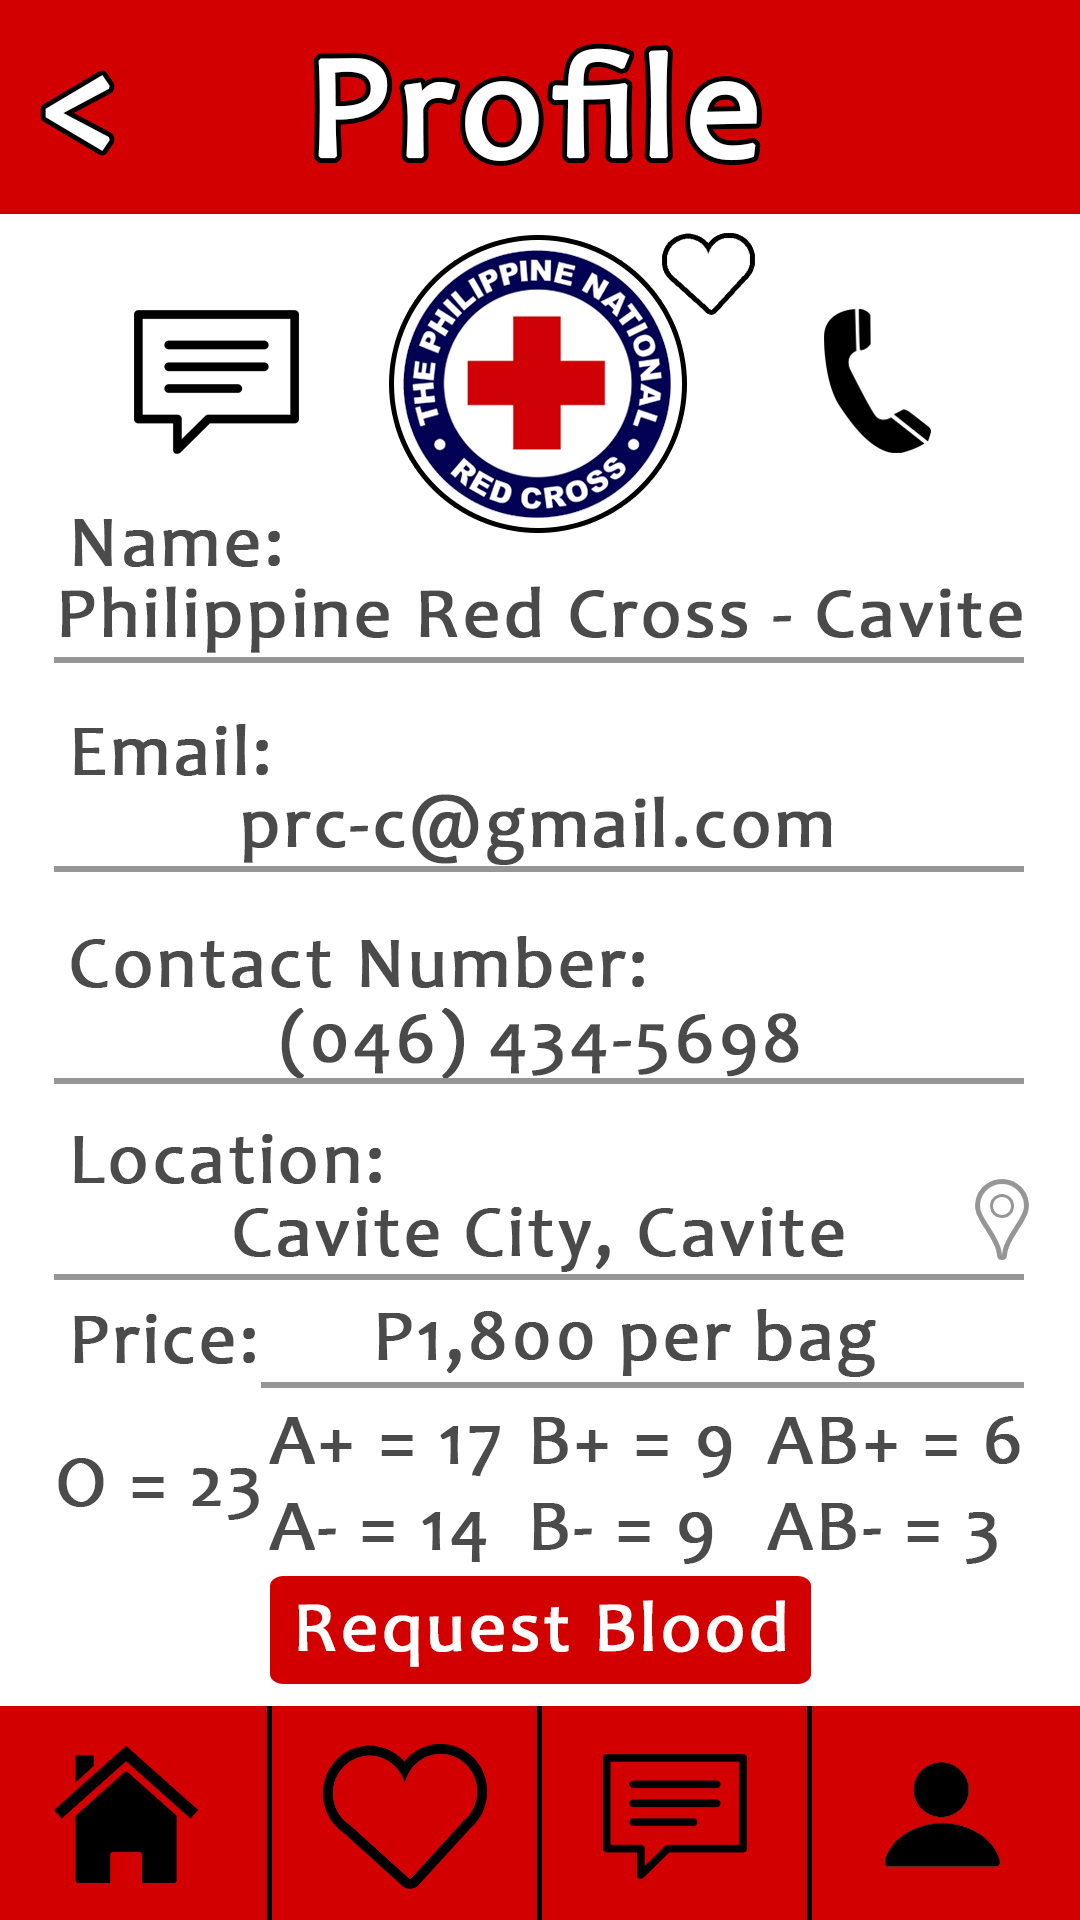 < Profile
THE PHILIPPINE NATIONAL
RED CROSS
Name:
Philippine Red Cross - Cavite
Email:
prc-c@gmail.com
Contact Number:
(046) 434-5698
Location:
Cavite City, Cavite
Price: P1,800 per bag
O = 23
A+ = 17 B+ = 9 AB+ = 6
A- = 14 B- = 9 AB- = 3
Request Blood